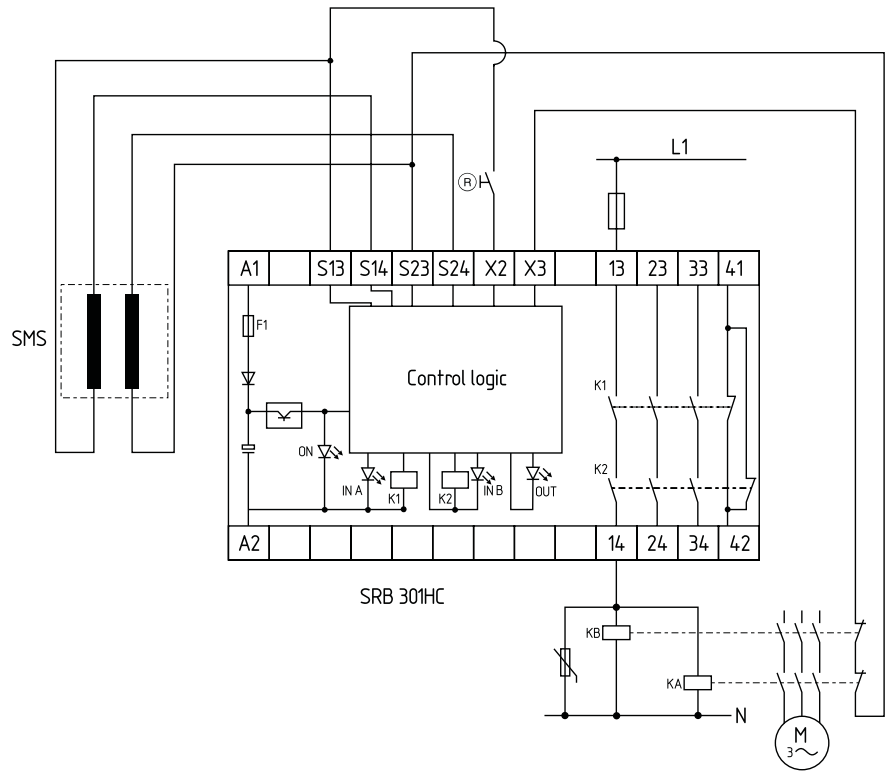 L1
R
A1 S13 S14 S23 S24 X2 X3 13 23 33 41
F1
SMS
Control logic
K1
ON
K2
IN A K1 K2 IN B OUT
A2 14 24 34 42
SRB 301HC
KB
KA
N
M
3